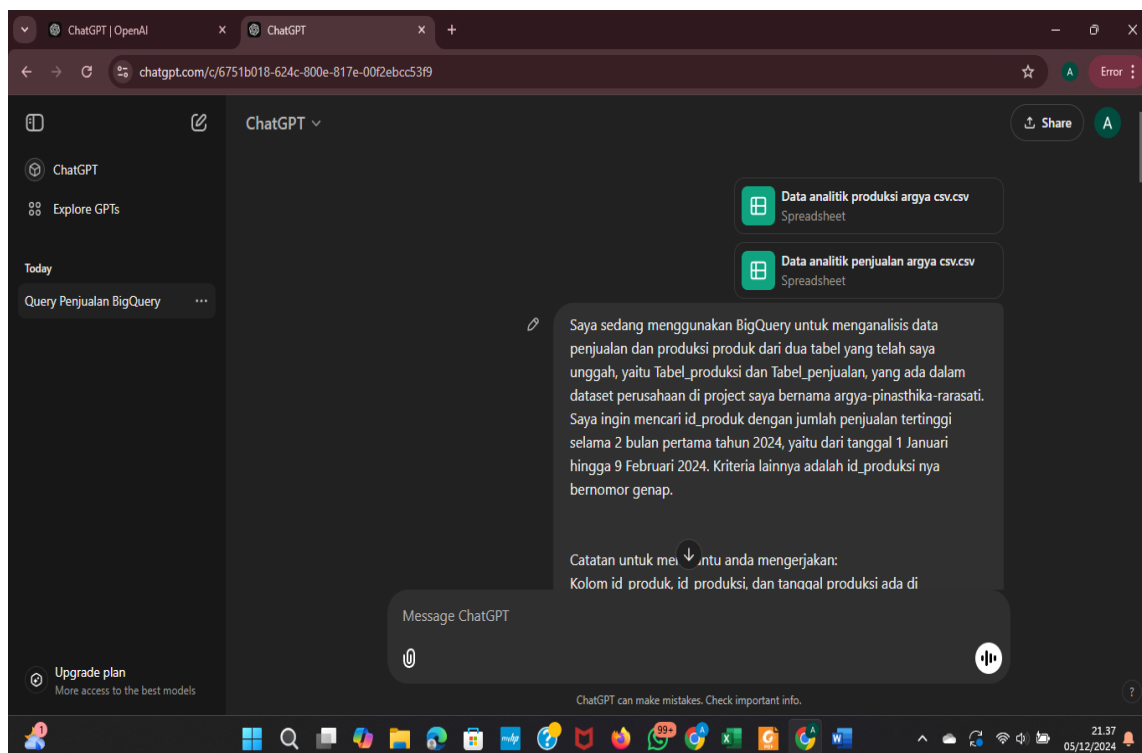 ChatGPT | OpenAI
ChatGPT
chatgpt.com/c/6751b018-624c-800e-817e-00f2ebcc53f9
A
Error
ChatGPT
Share
A
ChatGPT
Explore GPTs
Today
Query Penjualan BigQuery
Data analitik produksi argya csv.csv
Spreadsheet
Data analitik penjualan argya csv.csv
Spreadsheet
Saya sedang menggunakan BigQuery untuk menganalisis data
penjualan dan produksi produk dari dua tabel yang telah saya
unggah, yaitu Tabel_produksi dan Tabel_penjualan, yang ada dalam
dataset perusahaan di project saya bernama argya-pinasthika-rarasati.
Saya ingin mencari id_produk dengan jumlah penjualan tertinggi
selama 2 bulan pertama tahun 2024, yaitu dari tanggal 1 Januari
hingga 9 Februari 2024. Kriteria lainnya adalah id_produksi nya
bernomor genap.
Catatan untuk anda mengerjakan:
Kolom id_produk, id_produksi, dan tanggal produksi ada di
Message ChatGPT
Upgrade plan
More access to the best models
ChatGPT can make mistakes. Check important info.
?
1
99+
21.37
05/12/2024